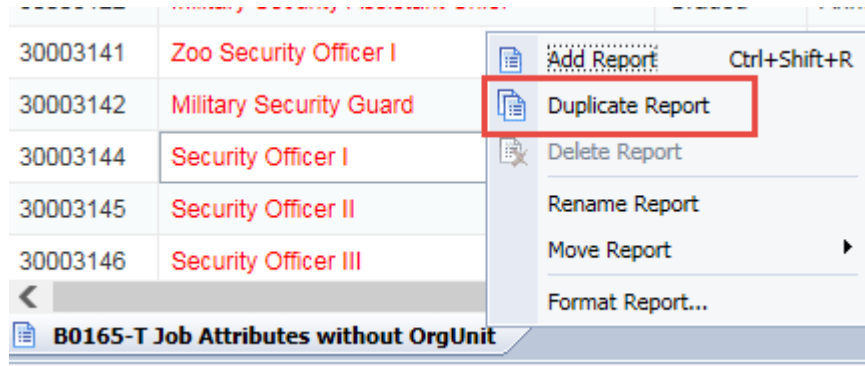 30003141 Zoo Security Officer I
30003142 Military Security Guard
30003144 Security Officer I
30003145 Security Officer II
30003146 Security Officer III
Add Report Ctrl+Shift+R
Duplicate Report
Delete Report
Rename Report
Move Report
Format Report...
B0165-T Job Attributes without OrgUnit